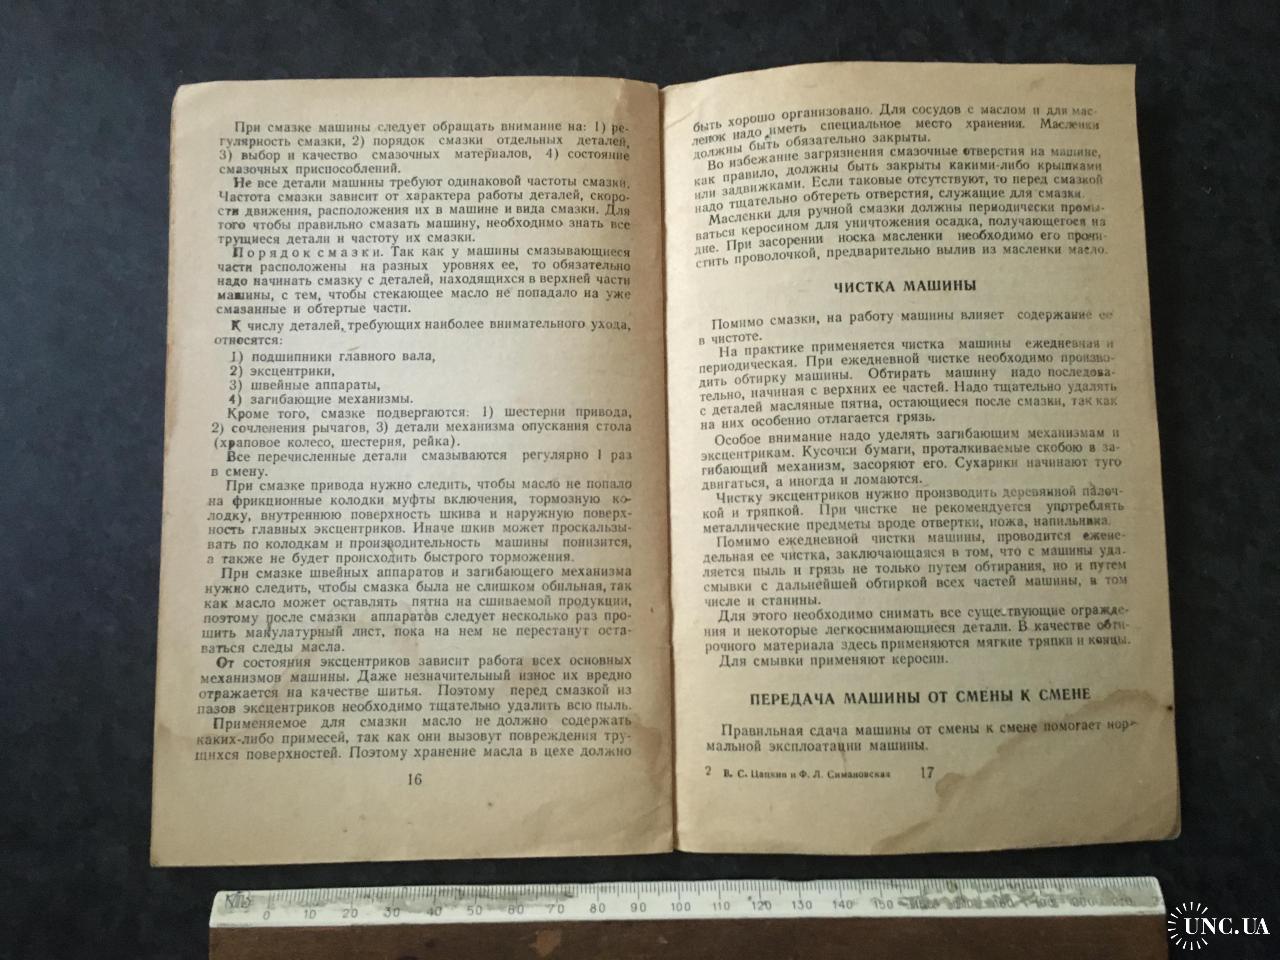 При смазке машины следует обращать внимание на: 1) ре-
гулярность смазки, 2) порядок смазки отдельных деталей,
3) выбор и качество смазочных материалов, 4) состояние
смазочных приспособлений.
Не все детали машины требуют одинаковой частоты смазки.
Частота смазки зависит от характера работы деталей, скоро-
сти движения, расположения их в машине и вида смазки. Для
того чтобы правильно смазать машину, необходимо знать все
трущиеся детали и частоту их смазки.
Порядок смазки. Так как у машины смазывающиеся
части расположены на разных уровнях ее, то обязательно
надо начинать смазку с деталей, находящихся в верхней части
машины, с тем, чтобы стекающее масло не попадало на уже
смазанные и обтертые части.
К числу деталей, требующих наиболее внимательного ухода,
относятся:
1) подшипники главного вала,
2) эксцентрики,
3) швейные аппараты,
4) загибающие механизмы.
Кроме того, смазке подвергаются: 1) шестерни привода,
2) сочленения рычагов, 3) детали механизма опускания стола
(храповое колесо, шестерня, рейка).
Все перечисленные детали смазываются регулярно 1 раз
в смену.
При смазке привода нужно следить, чтобы масло не попало
на фрикционные колодки муфты включения, тормозную ко-
лодку, внутреннюю поверхность шкива и наружную поверх-
ность главных эксцентриков. Иначе шкив может проскальзы-
вать по колодкам и производительность машины понизится,
а также не будет происходить быстрого торможения.
При смазке швейных аппаратов и загибающего механизма
нужно следить, чтобы смазка была не слишком обильная, так
как масло может оставлять пятна на сшиваемой продукции,
поэтому после смазки аппаратов следует несколько раз про-
шить макулатурный лист, пока на нем не перестанут оста-
ваться следы масла.
От состояния эксцентриков зависит работа всех основных
механизмов машины. Даже незначительный износ их вредно
отражается на качестве шитья. Поэтому перед смазкой из
пазов эксцентриков необходимо тщательно удалить всю пыль.
Применяемое для смазки масло не должно содержать
каких-либо примесей, так как они вызовут повреждения тру-
щихся поверхностей. Поэтому хранение масла в цехе должно
16
быть хорошо организовано. Для сосудов с маслом и для мас-
ленок надо иметь специальное место хранения. Масленки
должны быть обязательно закрыты.
Во избежание загрязнения смазочные отверстия на машине,
как правило, должны быть закрыты какими-либо крышками
или задвижками. Если таковые отсутствуют, то перед смазкой
надо тщательно обтереть отверстия, служащие для смазки.
Масленки для ручной смазки должны периодически промы-
ваться керосином для уничтожения осадка, получающегося на
дне. При засорении носка масленки необходимо его прочи-
стить проволочкой, предварительно вылив из масленки масло.
ЧИСТКА МАШИНЫ
Помимо смазки, на работу машины влияет содержание ее
в чистоте.
На практике применяется чистка машины ежедневная и
периодическая. При ежедневной чистке необходимо произво-
дить обтирку машины. Обтирать машину надо последова-
тельно, начиная с верхних ее частей. Надо тщательно удалять
с деталей масляные пятна, остающиеся после смазки, так как
на них особенно отлагается грязь.
Особое внимание надо уделять загибающим механизмам и
эксцентрикам. Кусочки бумаги, проталкиваемые скобою в за-
гибающий механизм, засоряют его. Сухарики начинают туго
двигаться, а иногда и ломаются.
Чистку эксцентриков нужно производить деревянной палоч-
кой и тряпкой. При чистке не рекомендуется употреблять
металлические предметы вроде отвертки, ножа, напильника.
Помимо ежедневной чистки машины, проводится ежене-
дельная ее чистка, заключающаяся в том, что с машины уда-
ляется пыль и грязь не только путем обтирания, но и путем
смывки с дальнейшей обтиркой всех частей машины, в том
числе и станины.
Для этого необходимо снимать все существующие огражде-
ния и некоторые легкоснимающиеся детали. В качестве обти-
рочного материала здесь применяются мягкие тряпки и концы.
Для смывки применяют керосин.
ПЕРЕДАЧА МАШИНЫ ОТ СМЕНЫ К СМЕНЕ
Правильная сдача машины от смены к смене помогает нор-
мальной эксплоатации машины.
2 В. С. Цапкин и Ф. Л. Симановская 17
0 10 20 30 40 50 60 70 80 90 100 110 120 130 140 150
UNC.UA